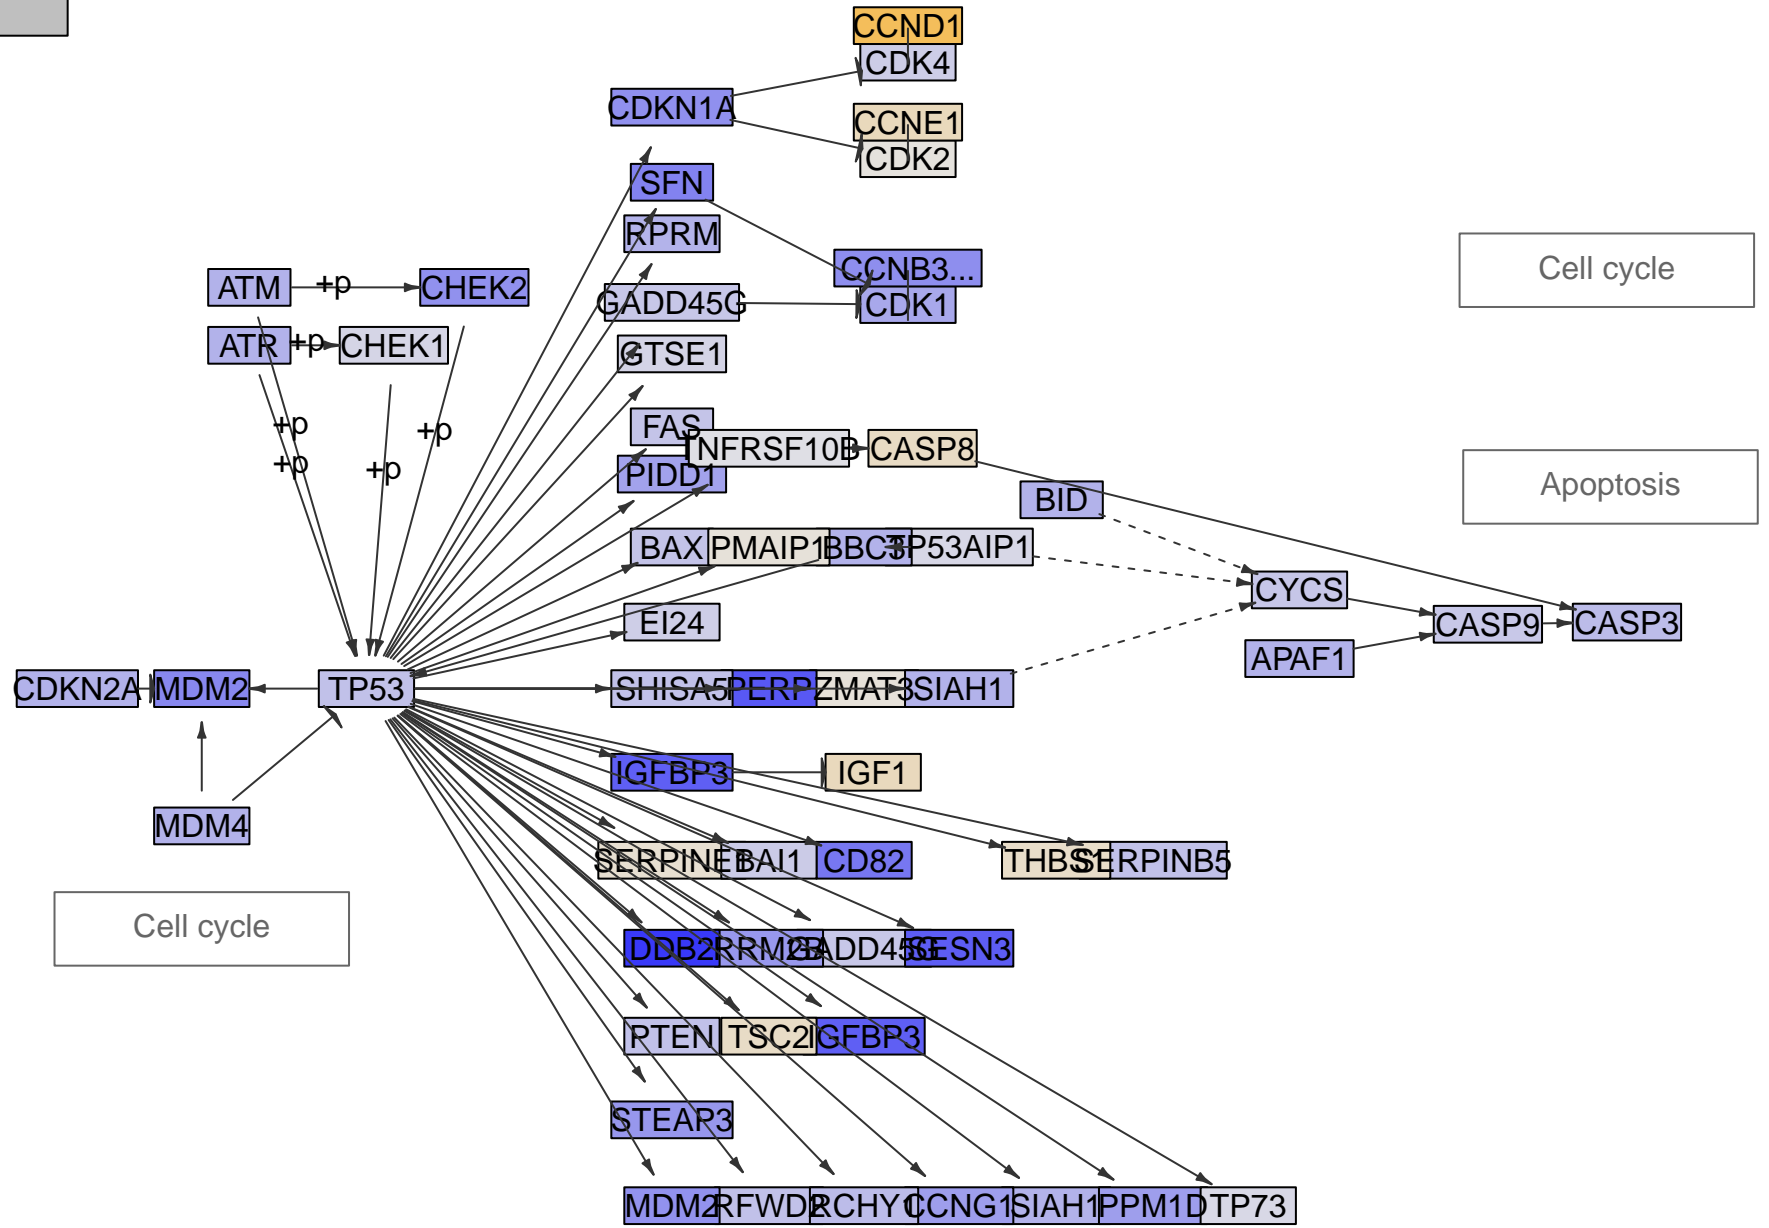 CCND1
CDK4
CDKN1A
CCNE1
CDK2
SFN
RPRM
CCNB3...
Cell cycle
ATM
+p
CHEK2
GADD45G
CDK1
ATR
+p
CHEK1
GTSE1
FAS
+p
+p
TNFRSF10B
CASP8
+p
+p
PIDD1
Apoptosis
BID
BAX
PMAIP1
BBC3
TP53AIP1
CYCS
EI24
CASP9
CASP3
APAF1
CDKN2A
MDM2
TP53
SHISA5
PERP
ZMAT3
SIAH1
IGFBP3
IGF1
MDM4
SERPINE1
BAI1
CD82
THBS1
SERPINB5
Cell cycle
DDB2
RRM2B
GADD45G
SESN3
PTEN
TSC2
IGFBP3
STEAP3
MDM2
RFWD2
RCHY1
CCNG1
SIAH1
PPM1D
TP73